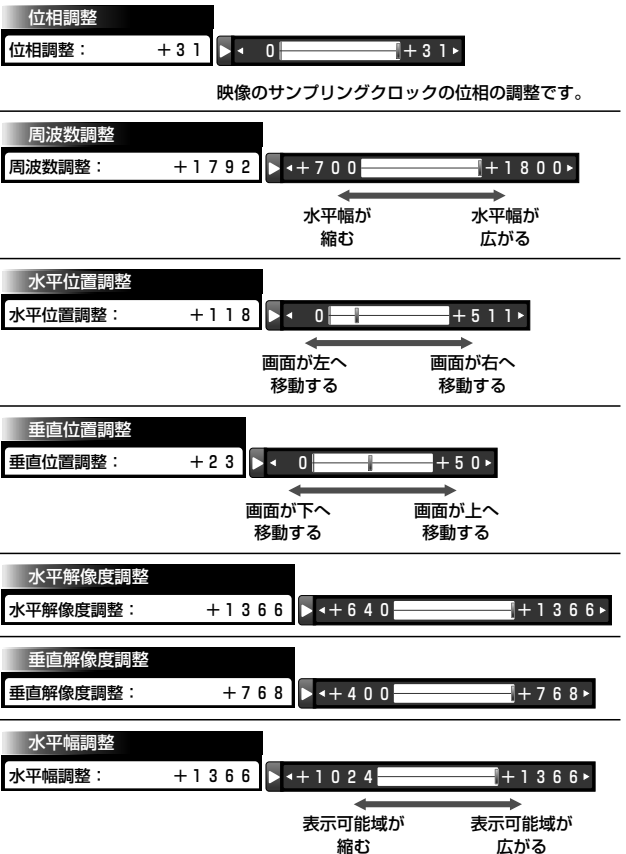 位相調整
位相調整： ＋31 0 ＋31
映像のサンプリングクロックの位相の調整です。
周波数調整
周波数調整： ＋1792 ＋700 ＋1800
水平幅が 水平幅が
縮む 広がる
水平位置調整
水平位置調整： ＋118 0 ＋511
画面が左へ 画面が右へ
移動する 移動する
垂直位置調整
垂直位置調整： ＋23 0 ＋50
画面が下へ 画面が上へ
移動する 移動する
水平解像度調整
水平解像度調整： ＋1366 ＋640 ＋1366
垂直解像度調整
垂直解像度調整： ＋768 ＋400 ＋768
水平幅調整
水平幅調整： ＋1366 ＋1024 ＋1366
表示可能域が 表示可能域が
縮む 広がる